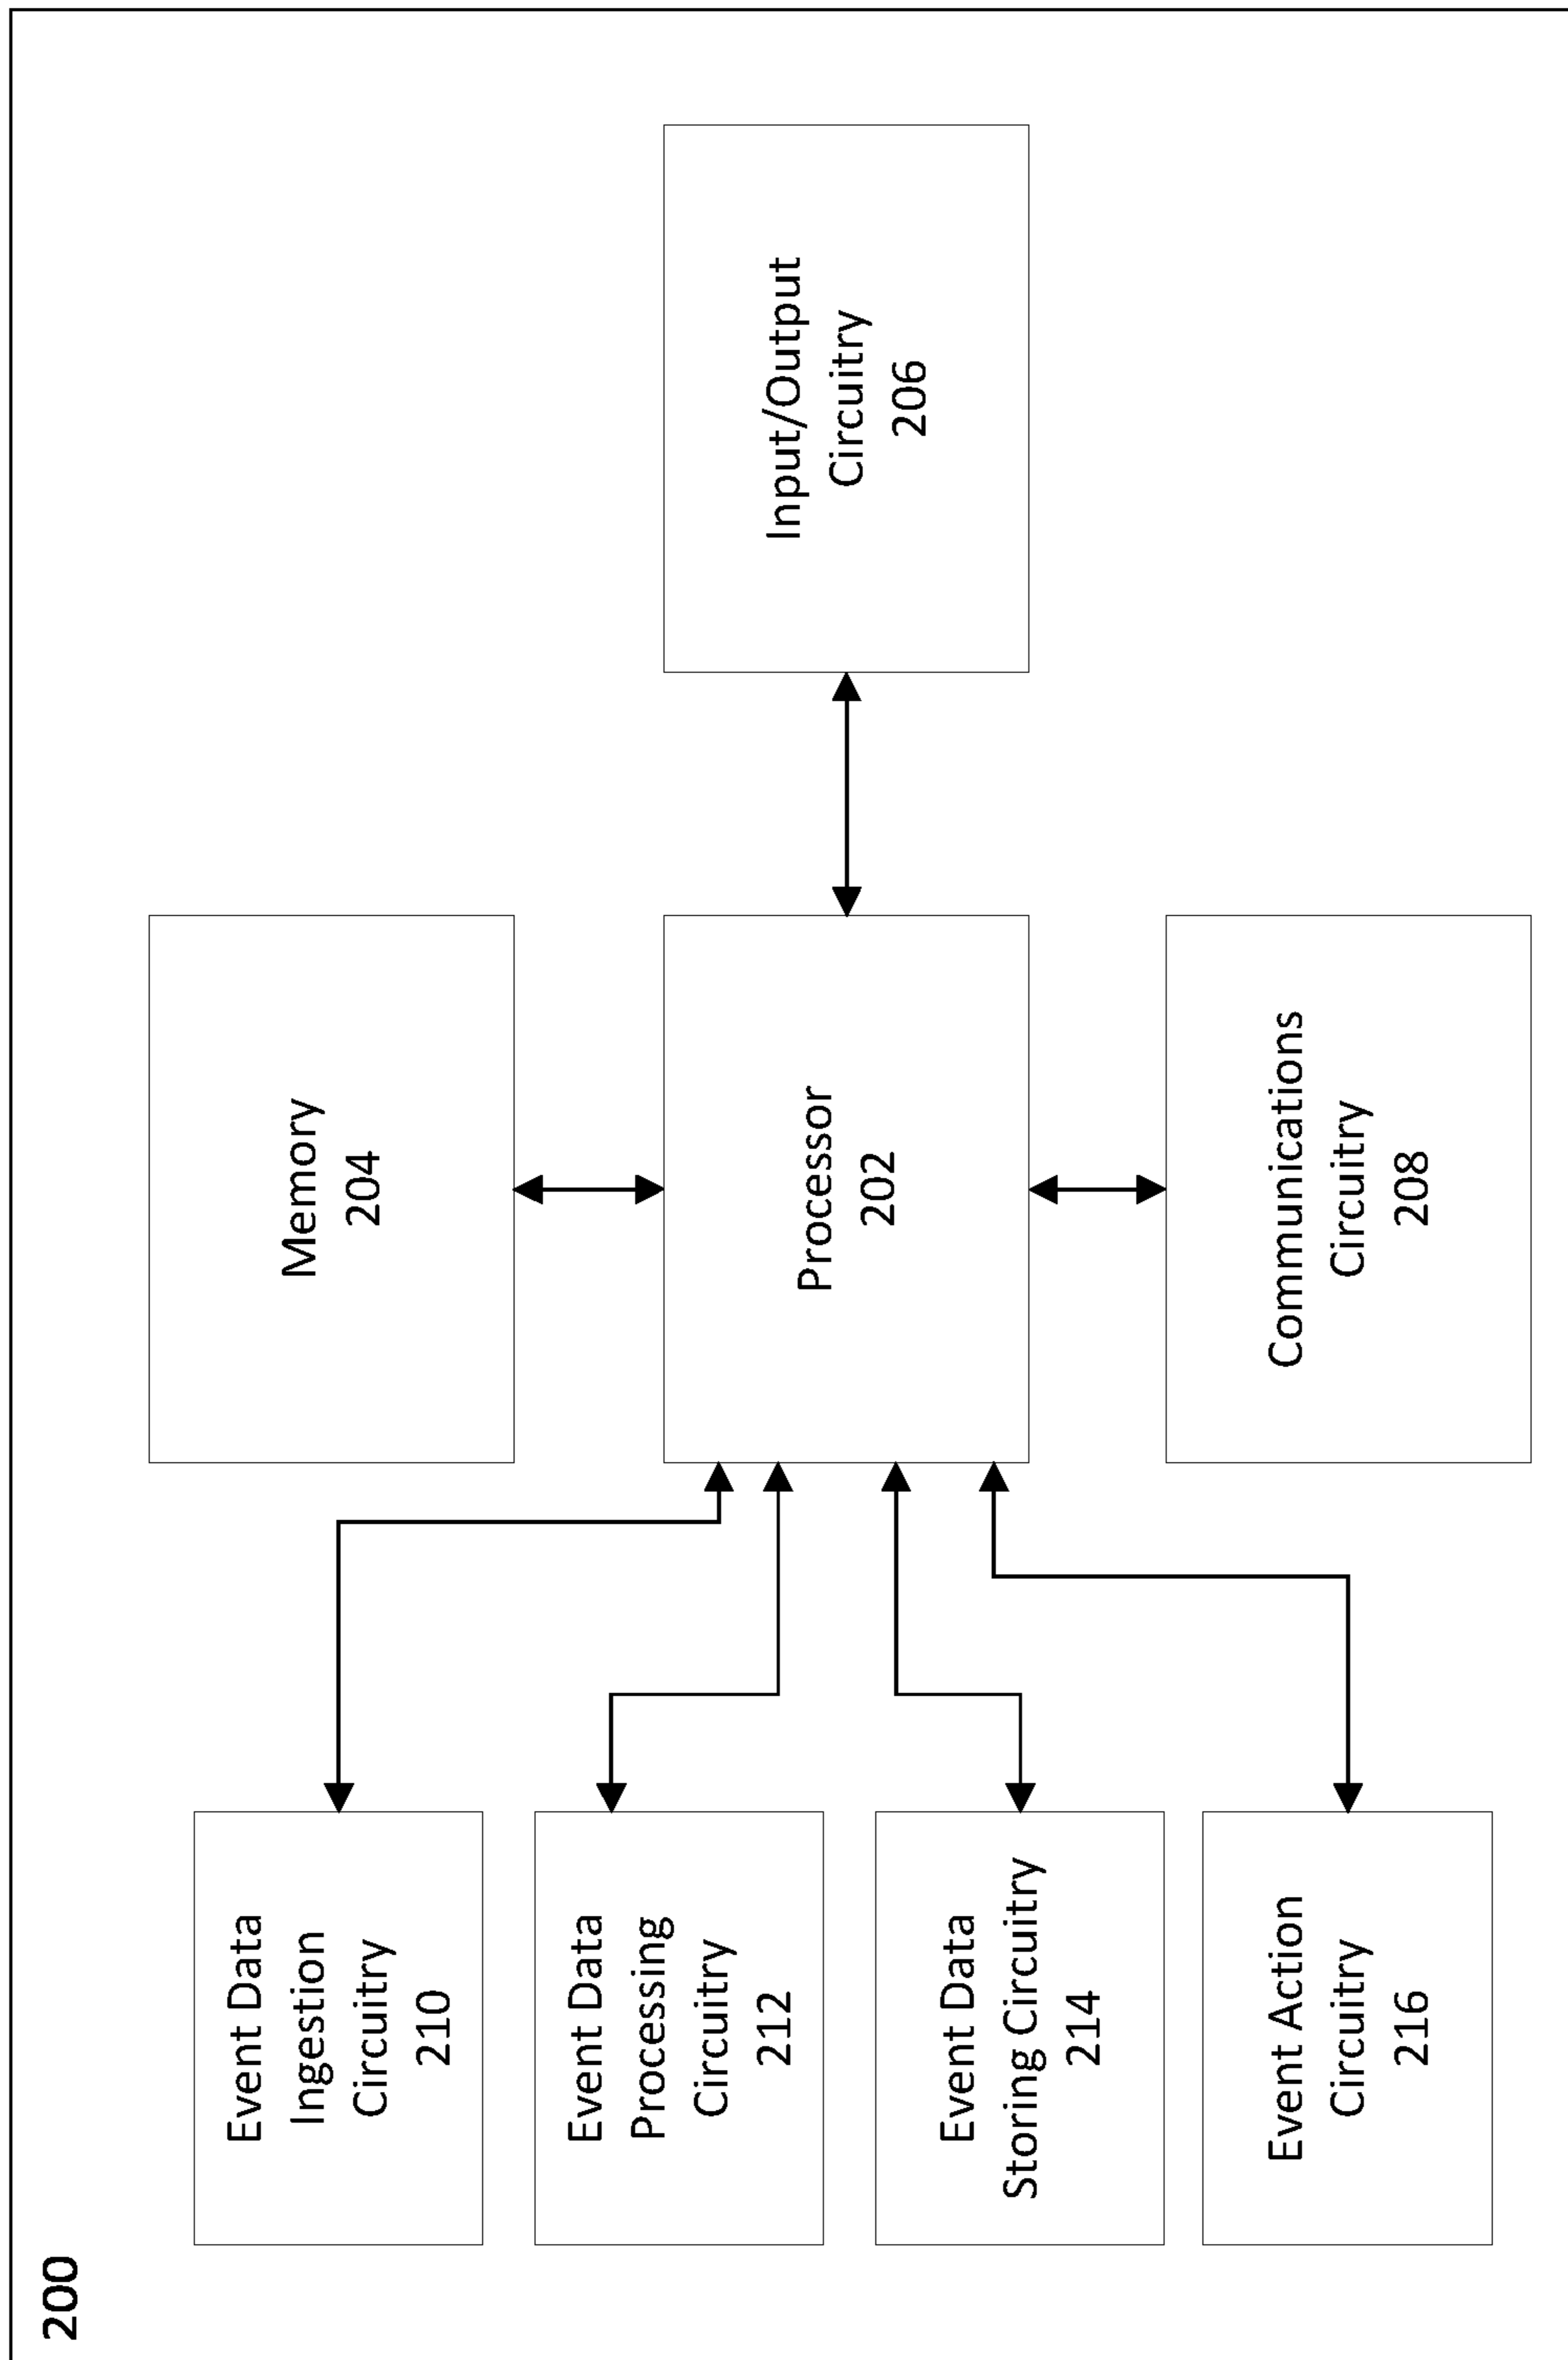 200
Event Data
Ingestion
Circuitry
210
Event Data
Processing
Circuitry
212
Event Data
Storing Circuitry
214
Event Action
Circuitry
216
Memory
204
Processor
202
Communications
Circuitry
208
Input/Output
Circuitry
206